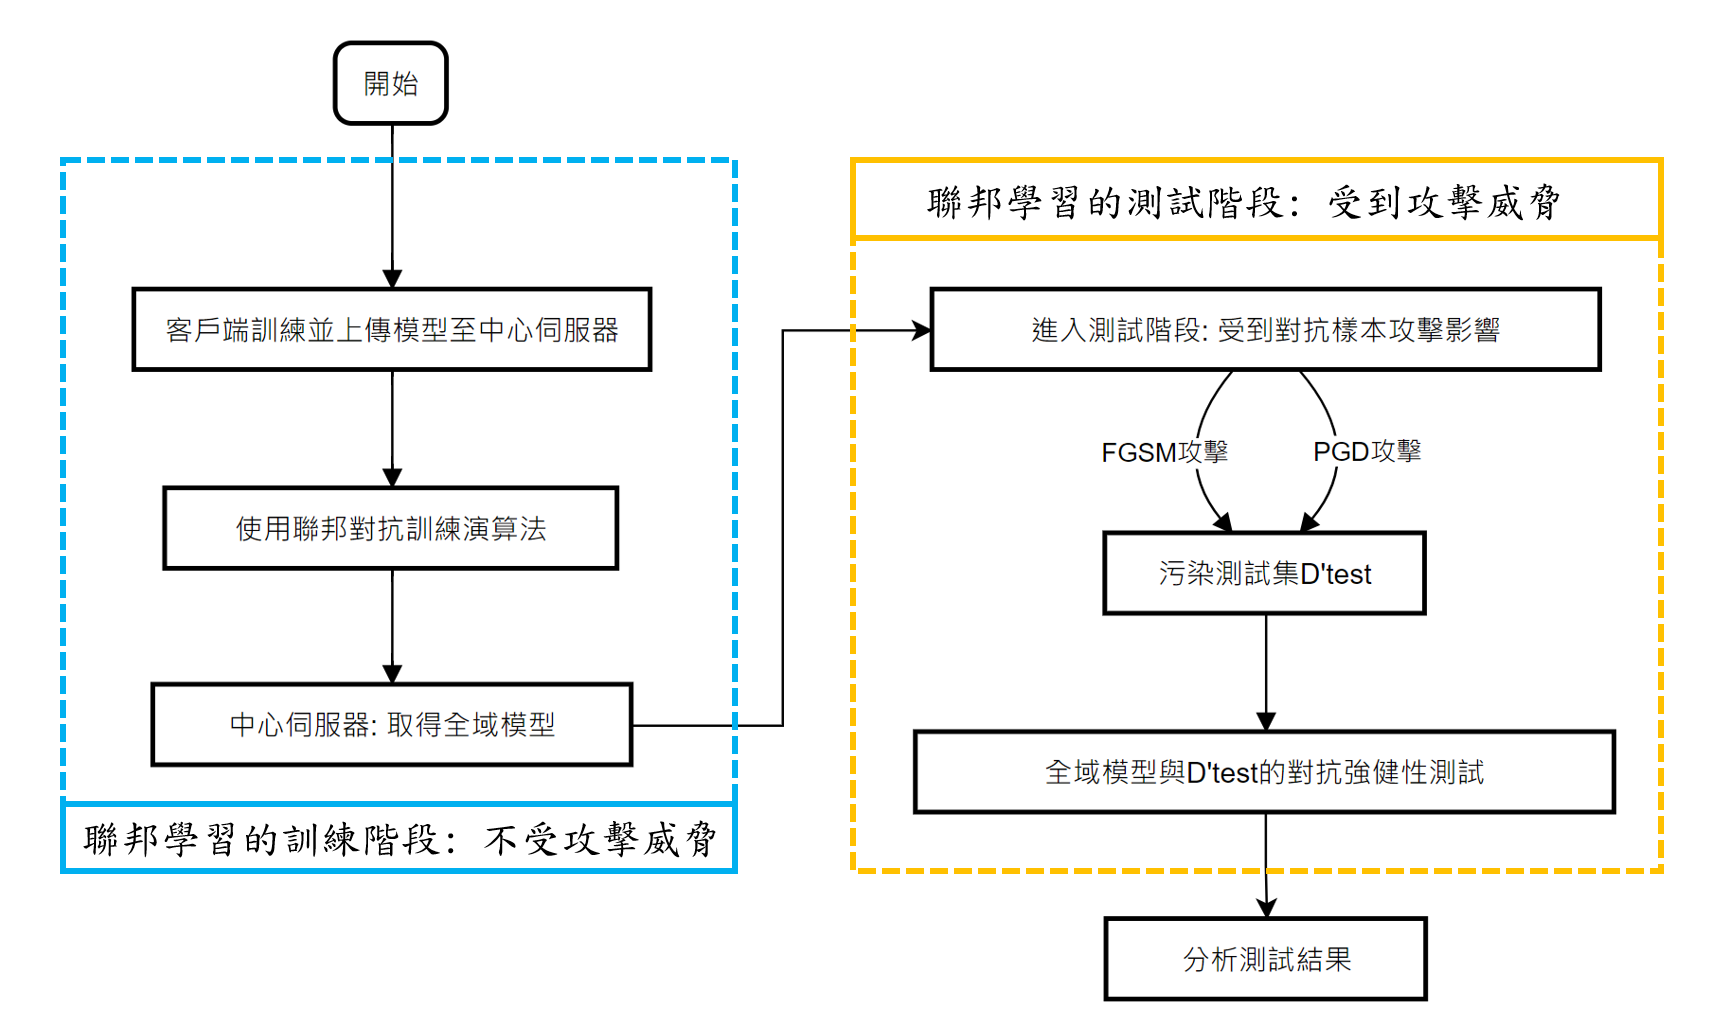 開始
客戶端訓練並上傳模型至中心伺服器
使用聯邦對抗訓練演算法
中心伺服器: 取得全域模型
聯邦學習的訓練階段: 不受攻擊威脅
聯邦學習的測試階段: 受到攻擊威脅
進入測試階段: 受到對抗樣本攻擊影響
FGSM攻擊
PGD攻擊
污染測試集D'test
全域模型與D'test的對抗強健性測試
分析測試結果